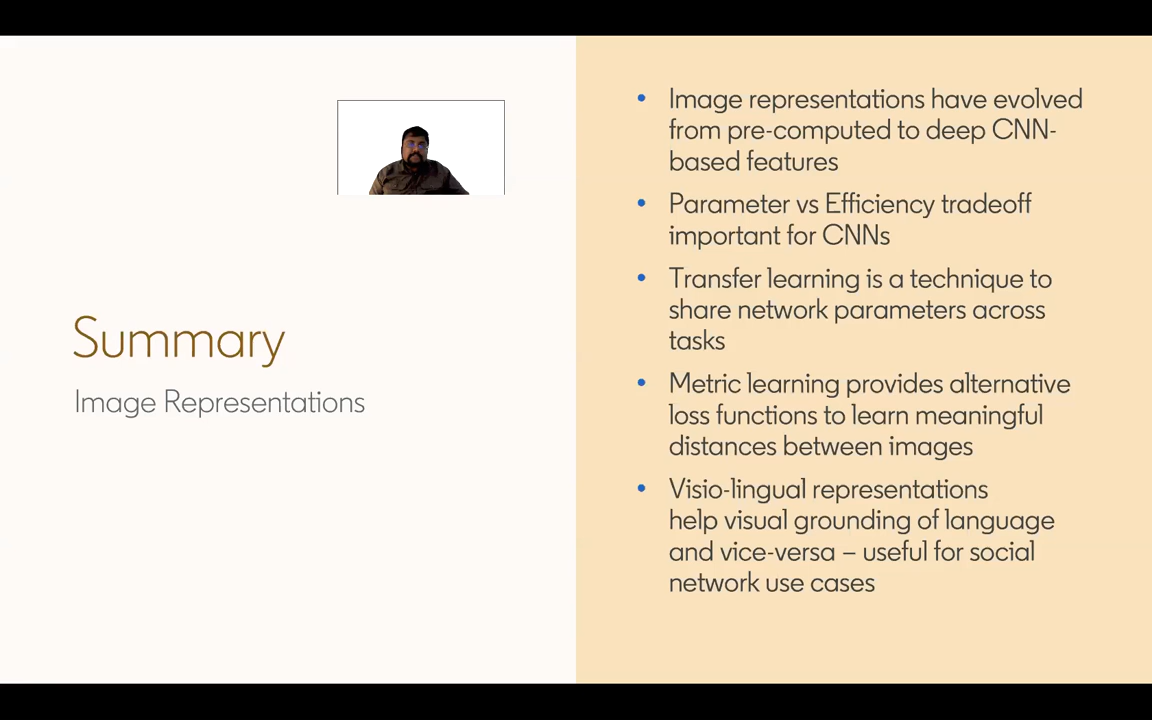 Summary
Image Representations
• Image representations have evolved
from pre-computed to deep CNN-
based features
• Parameter vs Efficiency tradeoff
important for CNNs
• Transfer learning is a technique to
share network parameters across
tasks
• Metric learning provides alternative
loss functions to learn meaningful
distances between images
• Visio-lingual representations
help visual grounding of language
and vice-versa – useful for social
network use cases